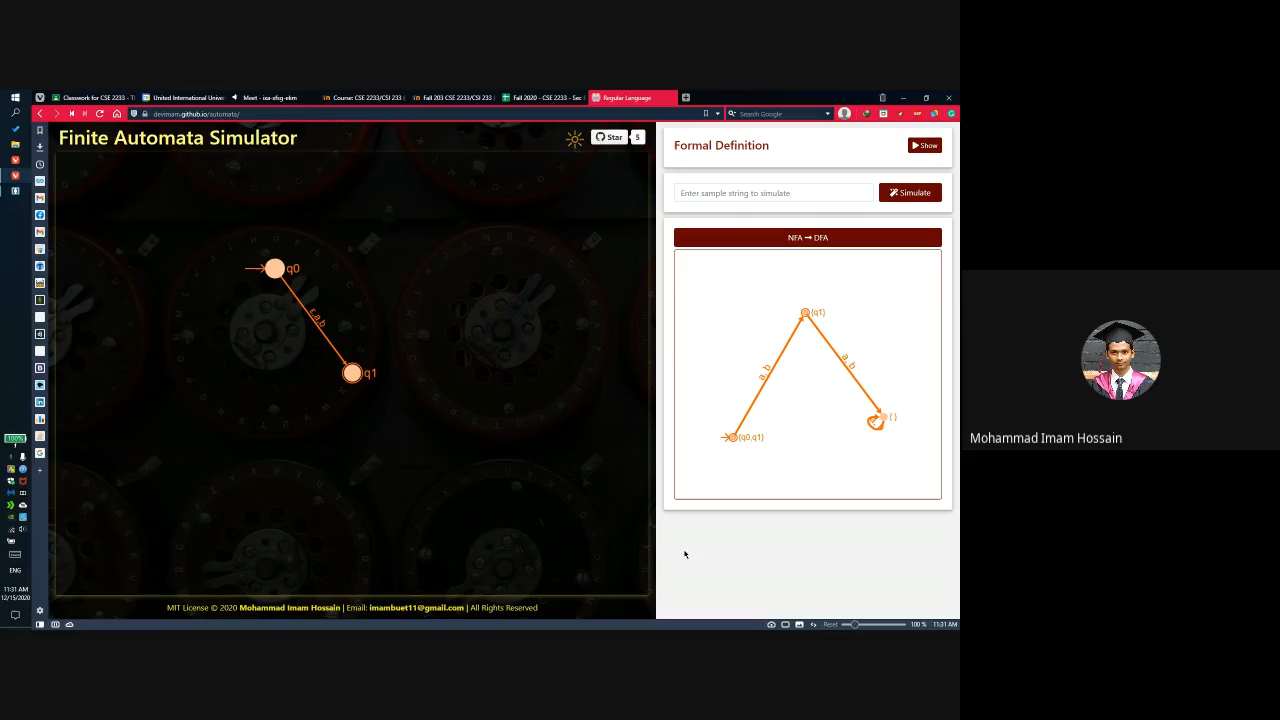 Classwork for CSE 2233 - T
United International Unive
Meet - isa-efsg-ekm
Course: CSE 2233/CSI 233 (
Fall 203 CSE 2233/CSI 233
Fall 2020 - CSE 2233 - Sec
Regular Language
devimam.github.io/automata/
Search Google
Finite Automata Simulator
Star
5
Formal Definition
Show
Enter sample string to simulate
Simulate
NFA → DFA
q0
ε,a,b
q1
{q1}
a, b
a, b
{ }
{q0,q1}
Mohammad Imam Hossain
100%
ENG
11:31 AM
12/15/2020
MIT License © 2020 Mohammad Imam Hossain | Email: imambuet11@gmail.com | All Rights Reserved
Reset
100 %
11:31 AM